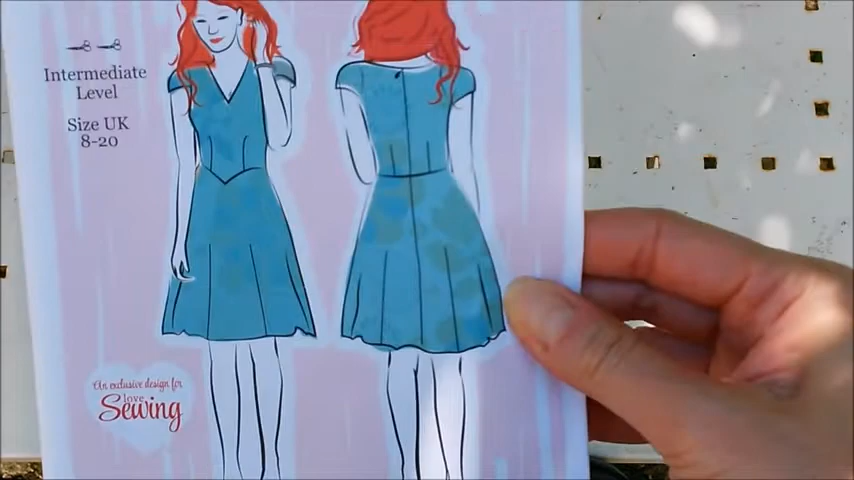 Intermediate
Level
Size UK
8-20
An exclusive design for
love
Sewing